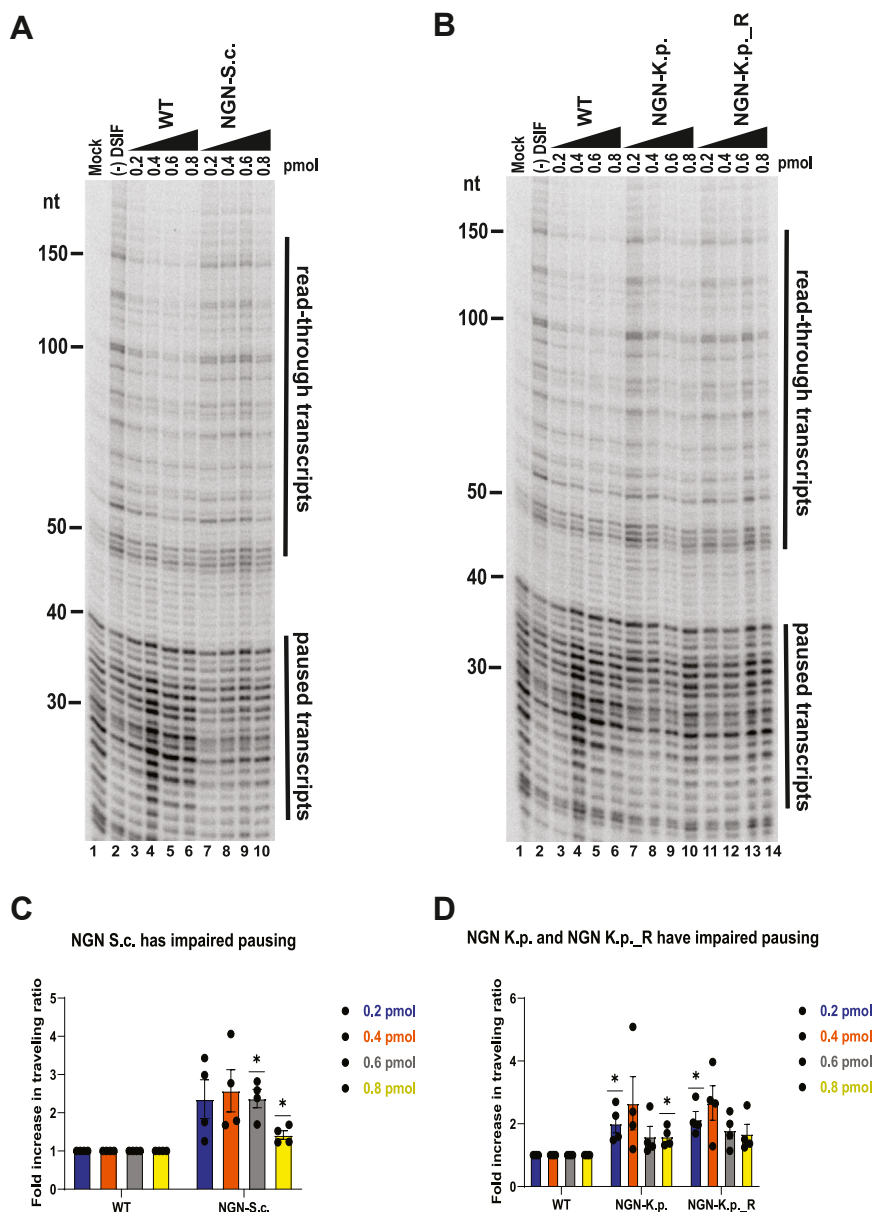 A
WT
NGN-S.c.
Mock
(-) DSIF
0.2
0.4
0.6
0.8
0.2
0.4
0.6
0.8
pmol
nt
150
100
50
40
30
read-through transcripts
paused transcripts
1 2 3 4 5 6 7 8 9 10
B
WT
NGN-K.p.
NGN-K.p._R
Mock
(-) DSIF
0.2
0.4
0.6
0.8
0.2
0.4
0.6
0.8
0.2
0.4
0.6
0.8
pmol
nt
150
100
50
40
30
read-through transcripts
paused transcripts
1 2 3 4 5 6 7 8 9 10 11 12 13 14
C
NGN S.c. has impaired pausing
Fold increase in traveling ratio
5
4
3
2
1
0
* *
WT NGN-S.c.
0.2 pmol
0.4 pmol
0.6 pmol
0.8 pmol
D
NGN K.p. and NGN K.p._R have impaired pausing
Fold increase in traveling ratio
6
4
2
0
* * *
WT NGN-K.p. NGN-K.p._R
0.2 pmol
0.4 pmol
0.6 pmol
0.8 pmol